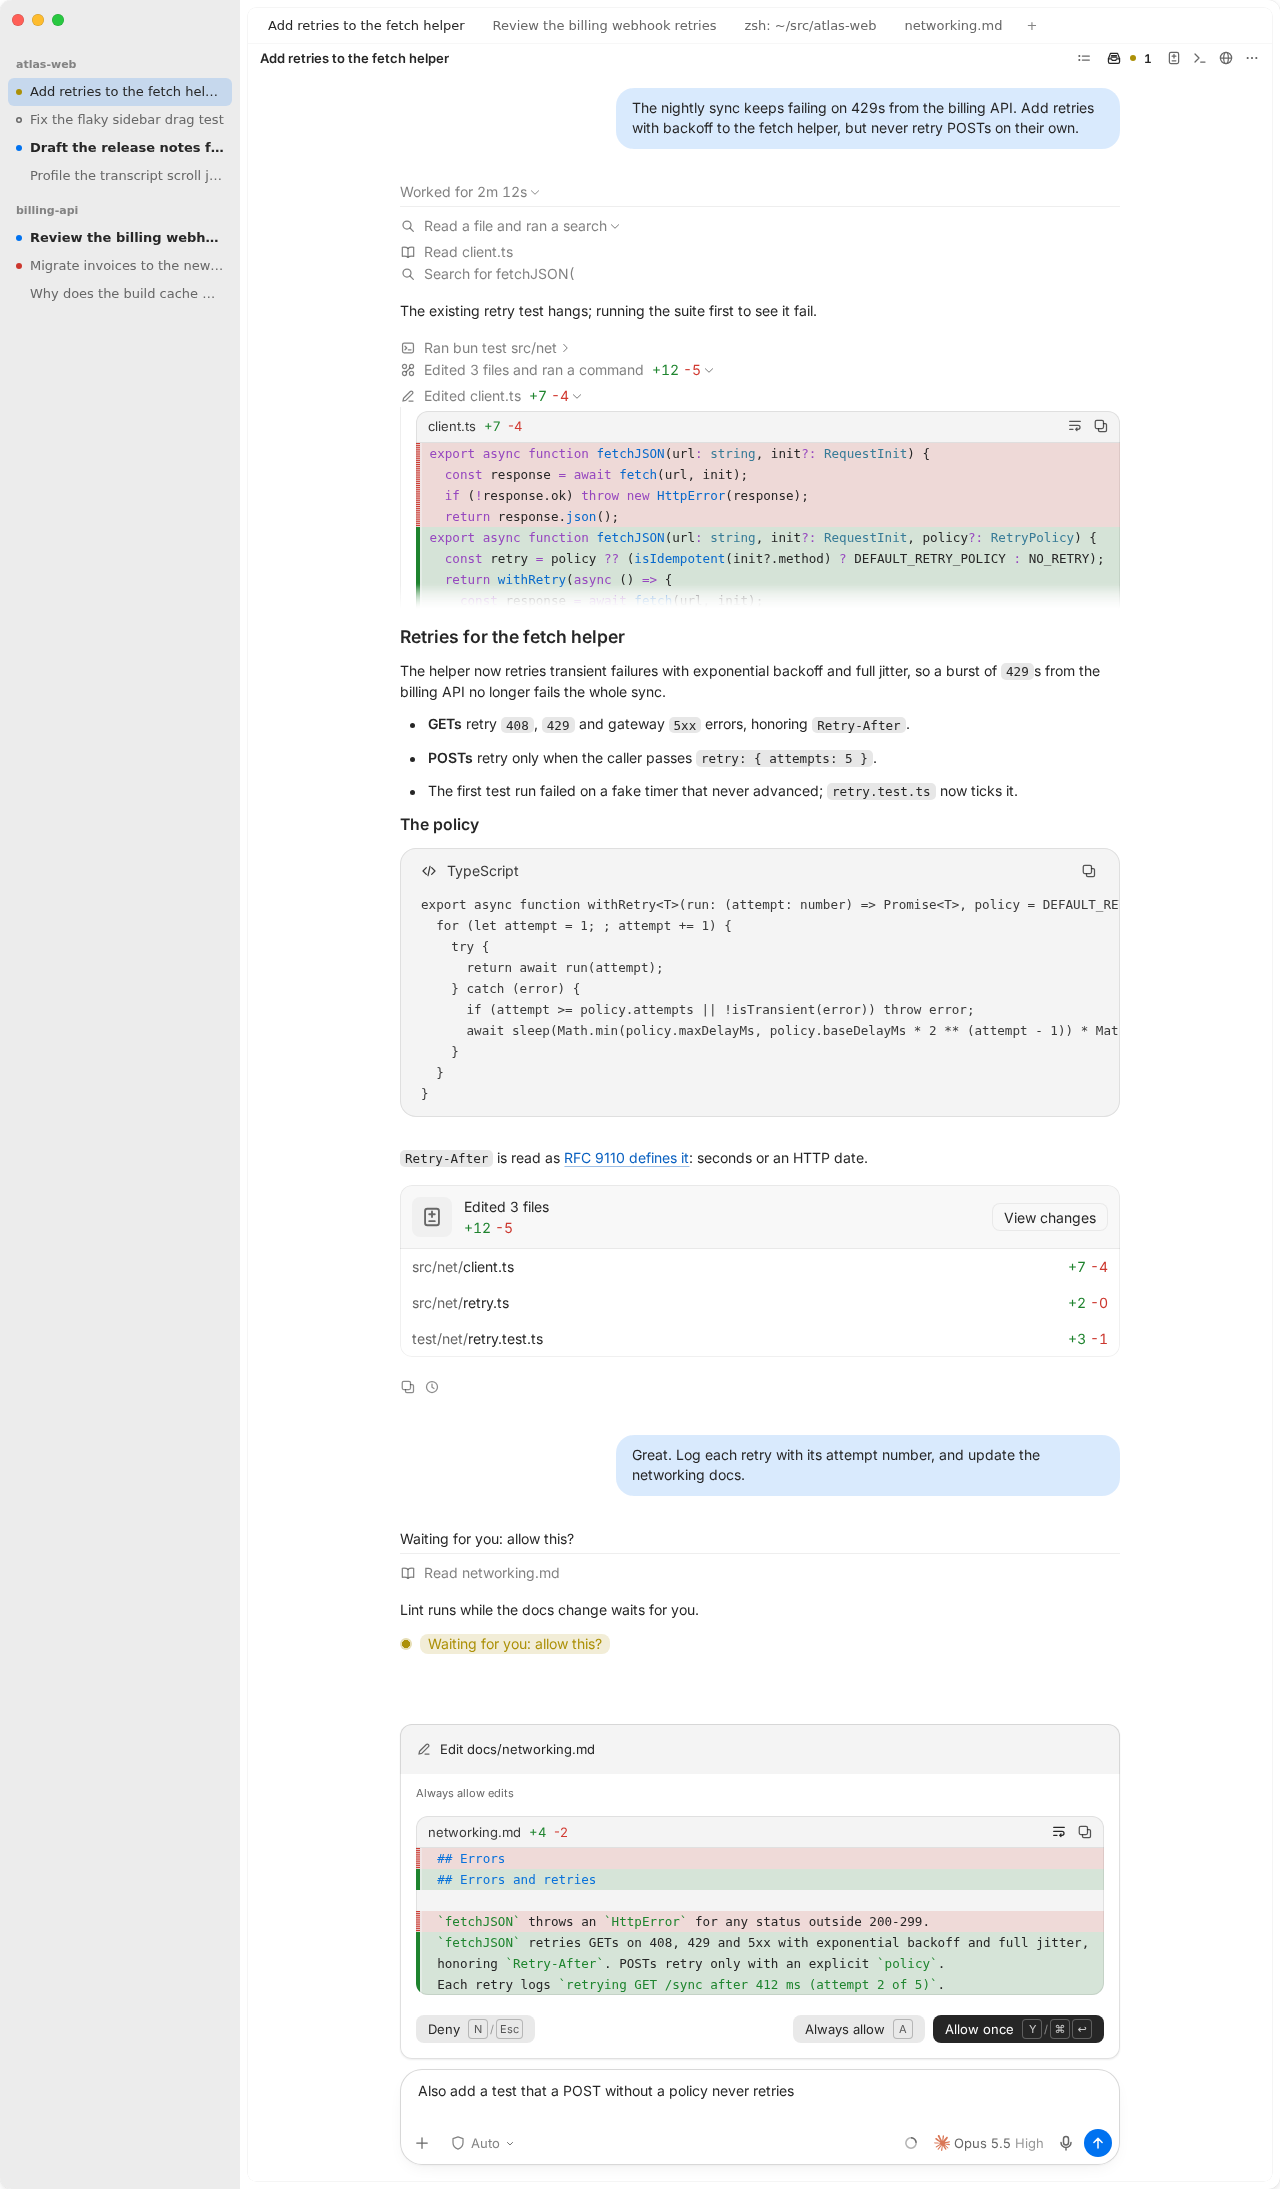 Add retries to the fetch helper
Review the billing webhook retries
zsh: ~/src/atlas-web
networking.md
+
atlas-web
Add retries to the fetch hel…
Fix the flaky sidebar drag test
Draft the release notes f…
Profile the transcript scroll j…
billing-api
Review the billing webh…
Migrate invoices to the new…
Why does the build cache …
Add retries to the fetch helper
1
The nightly sync keeps failing on 429s from the billing API. Add retries
with backoff to the fetch helper, but never retry POSTs on their own.
Worked for 2m 12s
Read a file and ran a search
Read client.ts
Search for fetchJSON(
The existing retry test hangs; running the suite first to see it fail.
Ran bun test src/net
Edited 3 files and ran a command +12 -5
Edited client.ts +7 -4
client.ts +7 -4
export async function fetchJSON(url: string, init?: RequestInit) {
const response = await fetch(url, init);
if (!response.ok) throw new HttpError(response);
return response.json();
export async function fetchJSON(url: string, init?: RequestInit, policy?: RetryPolicy) {
const retry = policy ?? (isIdempotent(init?.method) ? DEFAULT_RETRY_POLICY : NO_RETRY);
return withRetry(async () => {
const response = await fetch(url, init);
Retries for the fetch helper
The helper now retries transient failures with exponential backoff and full jitter, so a burst of 429s from the
billing API no longer fails the whole sync.
GETs retry 408, 429 and gateway 5xx errors, honoring Retry-After.
POSTs retry only when the caller passes retry: { attempts: 5 }.
The first test run failed on a fake timer that never advanced; retry.test.ts now ticks it.
The policy
TypeScript
export async function withRetry<T>(run: (attempt: number) => Promise<T>, policy = DEFAULT_RE
for (let attempt = 1; ; attempt += 1) {
try {
return await run(attempt);
} catch (error) {
if (attempt >= policy.attempts || !isTransient(error)) throw error;
await sleep(Math.min(policy.maxDelayMs, policy.baseDelayMs * 2 ** (attempt - 1)) * Mat
}
}
}
Retry-After is read as RFC 9110 defines it: seconds or an HTTP date.
Edited 3 files
+12 -5
View changes
src/net/client.ts +7 -4
src/net/retry.ts +2 -0
test/net/retry.test.ts +3 -1
Great. Log each retry with its attempt number, and update the
networking docs.
Waiting for you: allow this?
Read networking.md
Lint runs while the docs change waits for you.
Waiting for you: allow this?
Edit docs/networking.md
Always allow edits
networking.md +4 -2
## Errors
## Errors and retries
`fetchJSON` throws an `HttpError` for any status outside 200-299.
`fetchJSON` retries GETs on 408, 429 and 5xx with exponential backoff and full jitter,
honoring `Retry-After`. POSTs retry only with an explicit `policy`.
Each retry logs `retrying GET /sync after 412 ms (attempt 2 of 5)`.
Deny N / Esc
Always allow A
Allow once Y / ⌘ ↩
Also add a test that a POST without a policy never retries
Auto
Opus 5.5 High